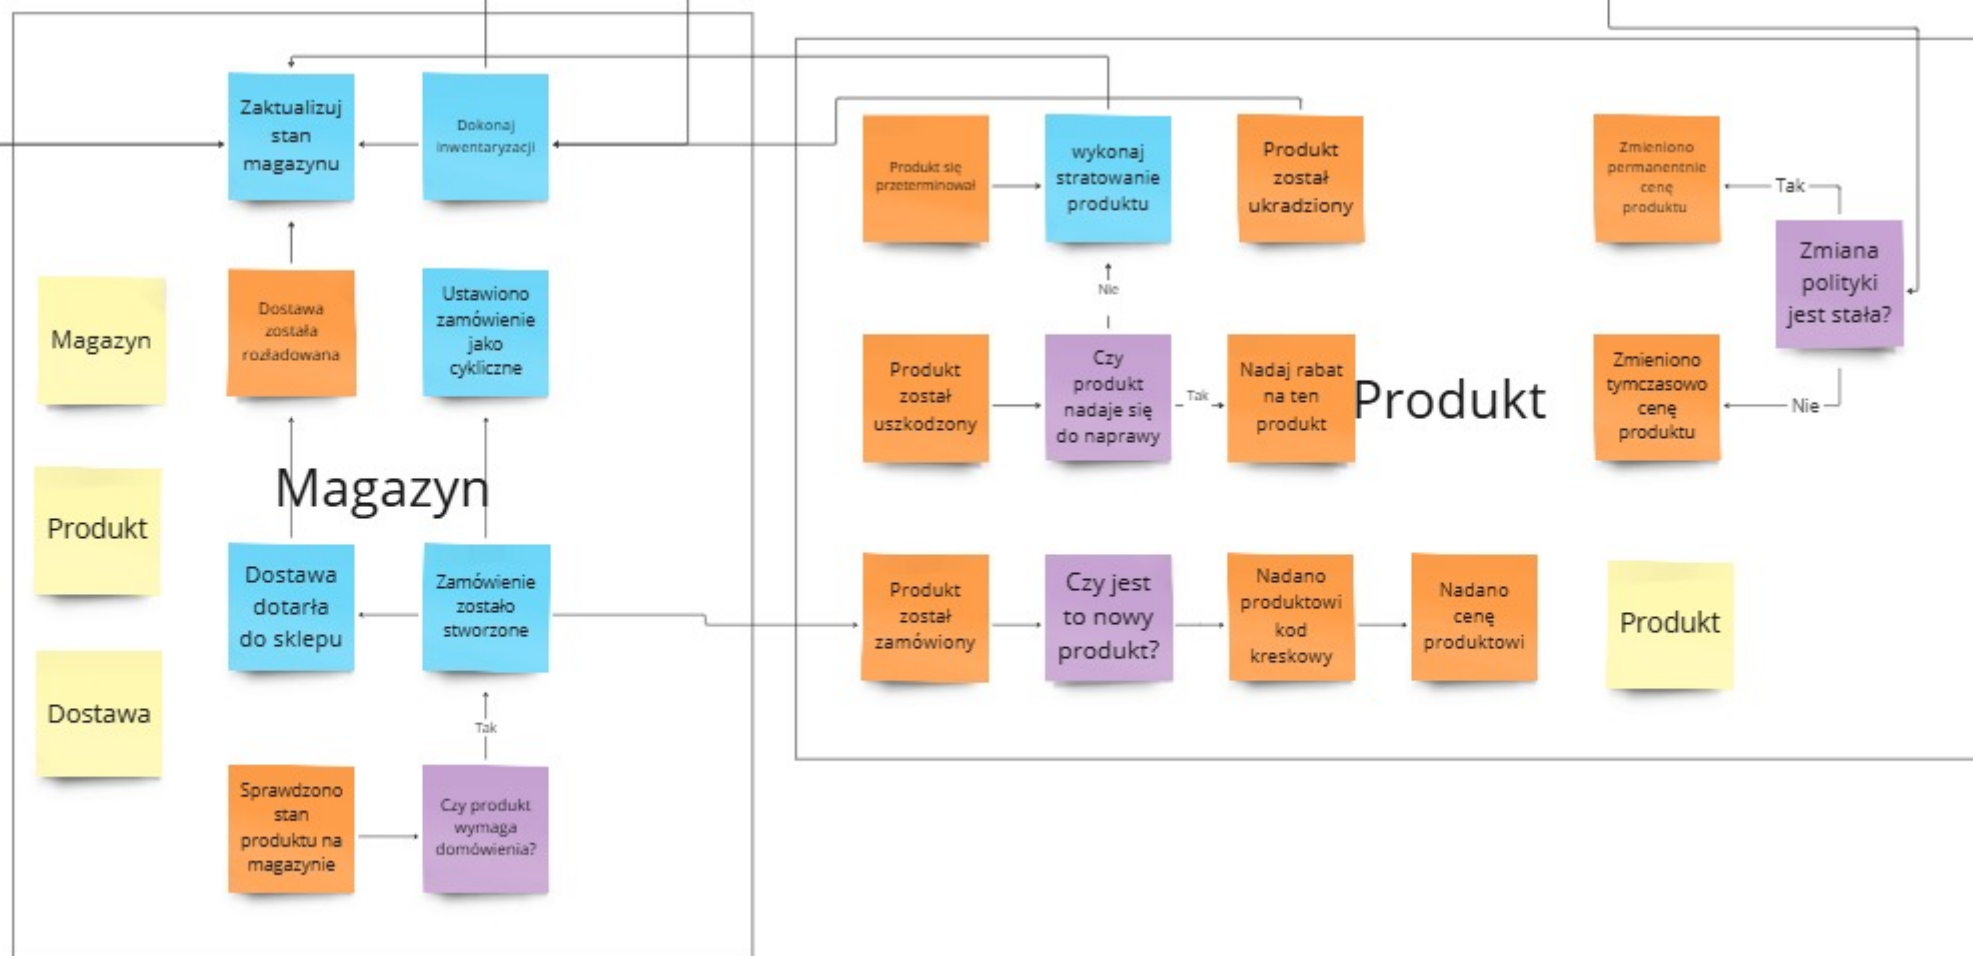 Zaktualizuj
stan
magazynu
Dokonaj
inwentaryzacji
Magazyn
Dostawa
została
rozładowana
Ustawiono
zamówienie
jako
cykliczne
Magazyn
Produkt
Dostawa
dotarła
do sklepu
Zamówienie
zostało
stworzone
Dostawa
Tak
Sprawdzono
stan
produktu na
magazynie
Czy produkt
wymaga
domówienia?
Produkt się
przeterminował
wykonaj
stratowanie
produktu
Produkt
został
ukradziony
Nie
Produkt
został
uszkodzony
Czy
produkt
nadaje się
do naprawy
Tak
Nadaj rabat
na ten
produkt
Produkt
Zmieniono
permanentnie
cenę
produktu
Tak
Zmiana
polityki
jest stała?
Zmieniono
tymczasowo
cenę
produktu
Nie
Produkt
został
zamówiony
Czy jest
to nowy
produkt?
Nadano
produktowi
kod
kreskowy
Nadano
cenę
produktowi
Produkt